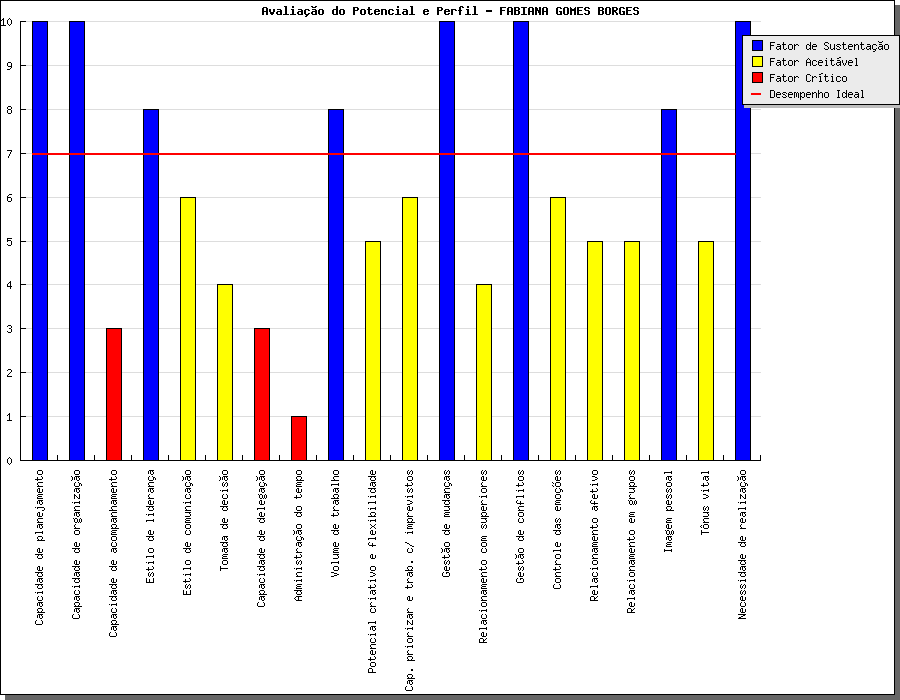 Avaliação do Potencial e Perfil - FABIANA GOMES BORGES
Fator de Sustentação
Fator Aceitável
Fator Crítico
Desempenho Ideal
10
9
8
7
6
5
4
3
2
1
0
Capacidade de planejamento
Capacidade de organização
Capacidade de acompanhamento
Estilo de liderança
Estilo de comunicação
Tomada de decisão
Capacidade de delegação
Administração do tempo
Volume de trabalho
Potencial criativo e flexibilidade
Cap. priorizar e trab. c/ imprevistos
Gestão de mudanças
Relacionamento com superiores
Gestão de conflitos
Controle das emoções
Relacionamento afetivo
Relacionamento em grupos
Imagem pessoal
Tônus vital
Necessidade de realização